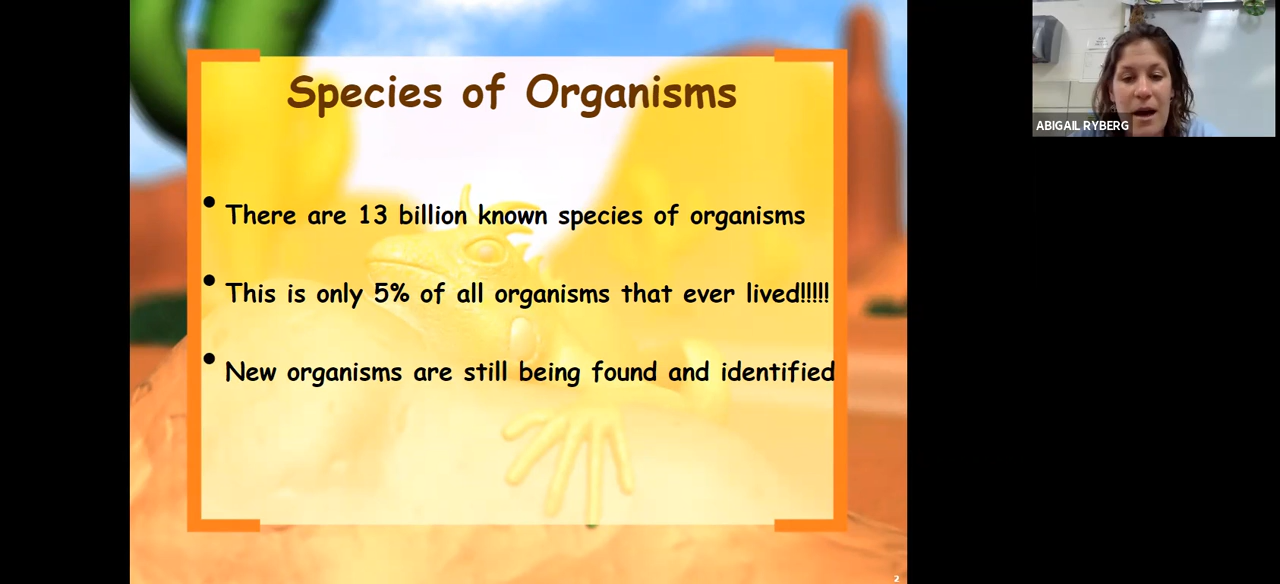 Species of Organisms
• There are 13 billion known species of organisms
• This is only 5% of all organisms that ever lived!!!!!
• New organisms are still being found and identified
2
ABIGAIL RYBERG